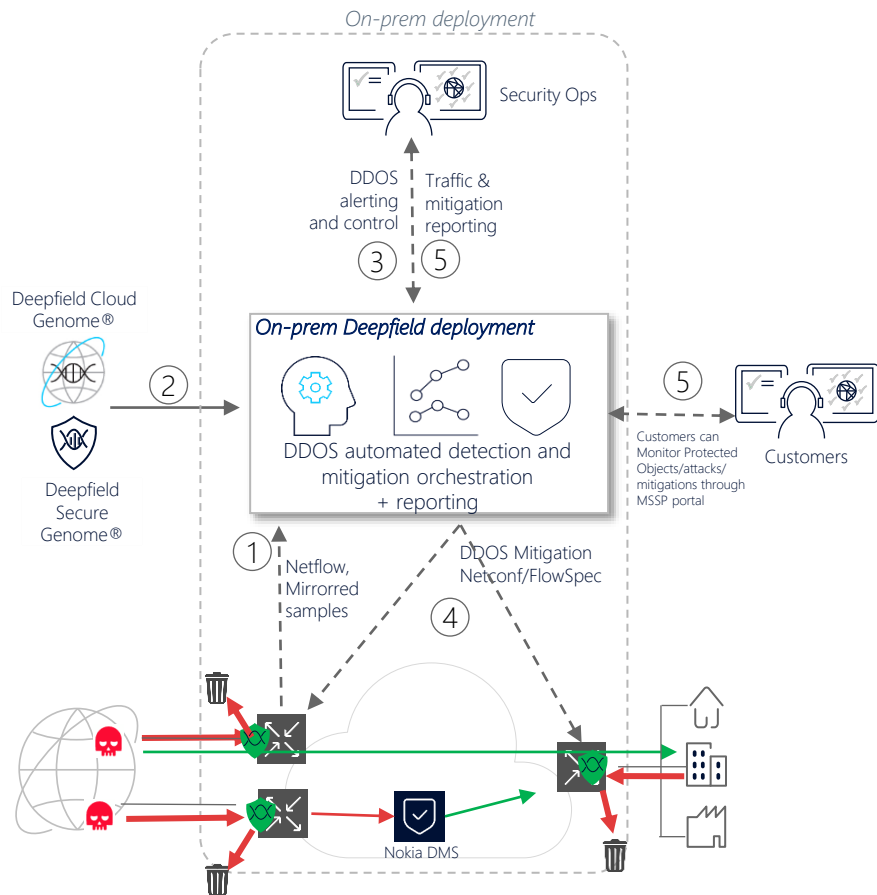 On-prem deployment
Security Ops
DDOS
alerting
and control
Traffic &
mitigation
reporting
3
5
Deepfield Cloud
Genome®
2
Deepfield
Secure
Genome®
On-prem Deepfield deployment
DDOS automated detection and
mitigation orchestration
+ reporting
5
Customers can
Monitor Protected
Objects/attacks/
mitigations through
MSSP portal
Customers
1
Netflow,
Mirrored
samples
DDOS Mitigation
Netconf/FlowSpec
4
Nokia DMS